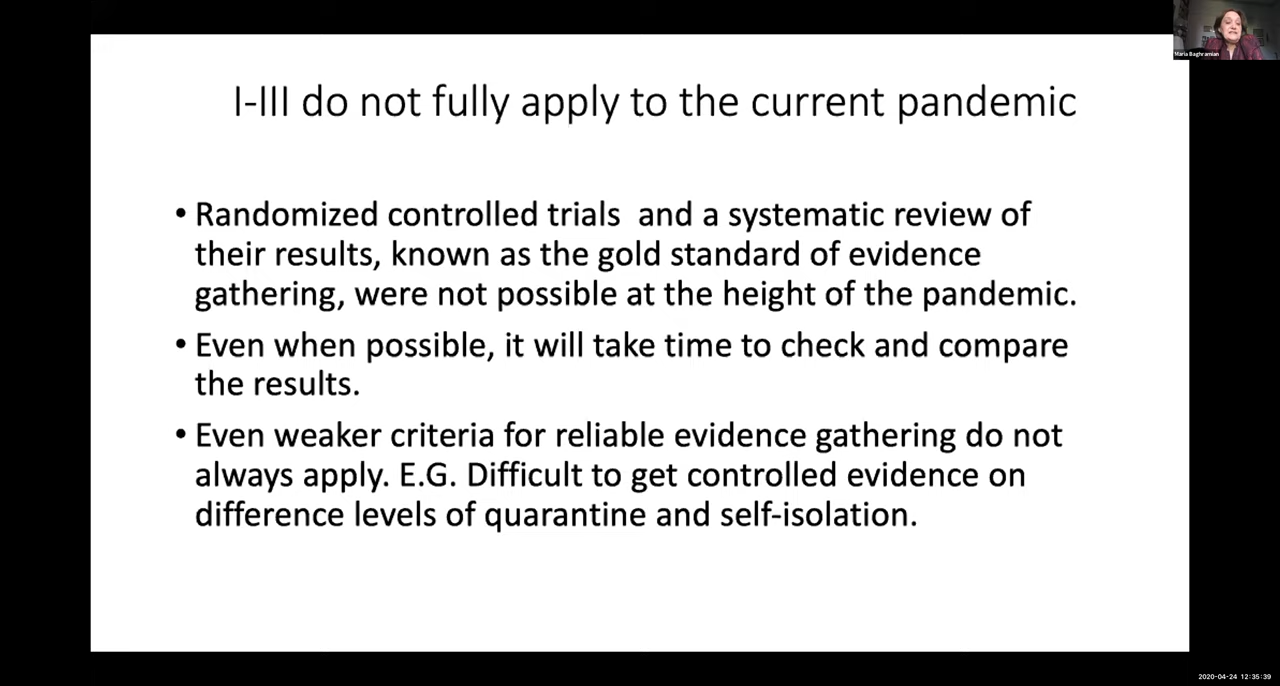 Maria Baghramian
I-III do not fully apply to the current pandemic
• Randomized controlled trials  and a systematic review of
their results, known as the gold standard of evidence
gathering, were not possible at the height of the pandemic.
• Even when possible, it will take time to check and compare
the results.
• Even weaker criteria for reliable evidence gathering do not
always apply. E.G. Difficult to get controlled evidence on
difference levels of quarantine and self-isolation.
2020-04-24 12:35:39